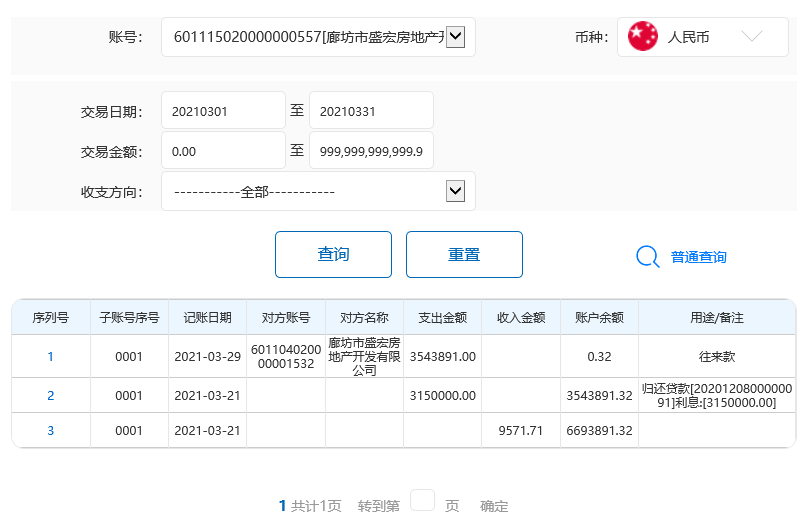 账号: 601115020000000557[廊坊市盛宏房地产开 币种: 人民币
交易日期: 20210301 至 20210331
交易金额: 0.00 至 999,999,999,999.9
收支方向: -----------全部-----------
查询 重置 普通查询
序列号 子账号序号 记账日期 对方账号 对方名称 支出金额 收入金额 账户余额 用途/备注
1 0001 2021-03-29 601104020 00001532 廊坊市盛宏房 地产开发有限 公司 3543891.00 0.32 往来款
2 0001 2021-03-21 3150000.00 3543891.32 归还贷款[20201208000000 91]利息:[3150000.00]
3 0001 2021-03-21 9571.71 6693891.32
1 共计1页 转到第 页 确定